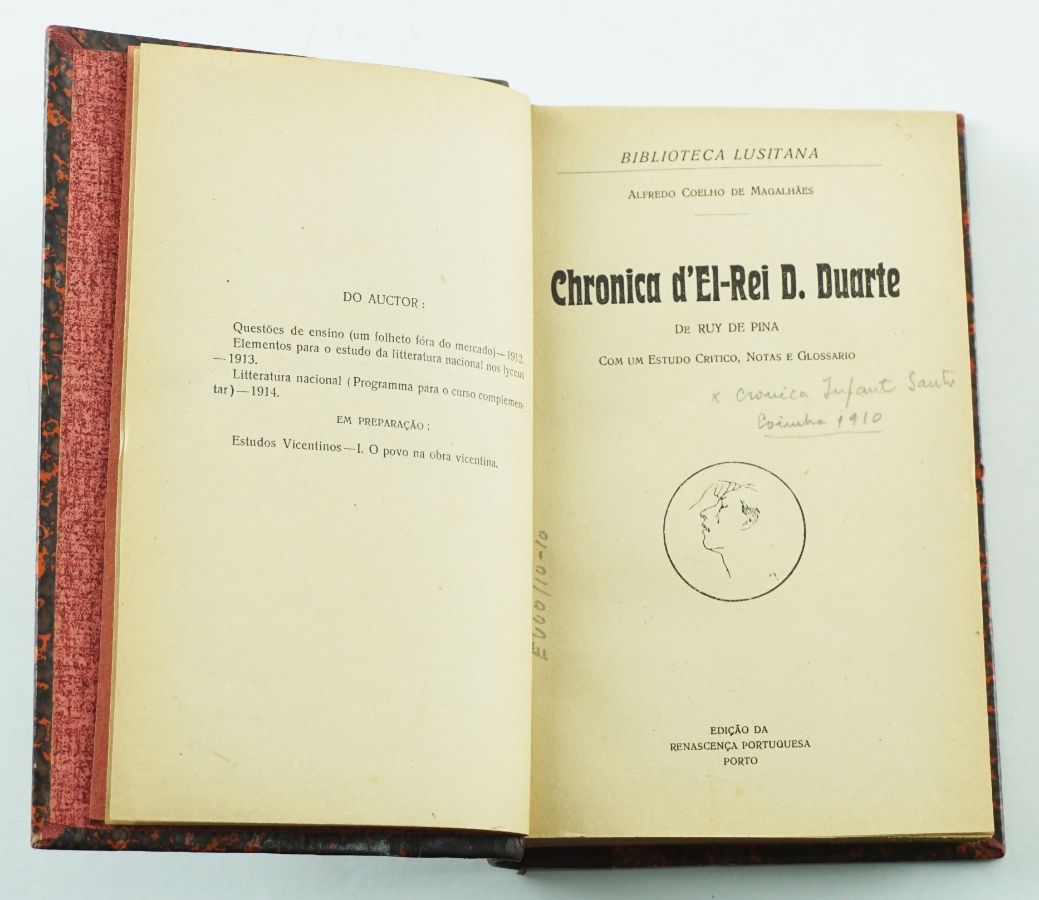 DO AUCTOR:
Questões de ensino (um folheto fóra do mercado)—1912
Elementos para o estudo da litteratura nacional nos lyceus
—1913.
Litteratura nacional (Programma para o curso complemen-
tar)—1914.
EM PREPARAÇÃO:
Estudos Vicentinos—I. O povo na obra vicentina.
BIBLIOTECA LUSITANA
ALFREDO COELHO DE MAGALHÃES
Chronica d'El-Rei D. Duarte
DE RUY DE PINA
COM UM ESTUDO CRITICO, NOTAS E GLOSSARIO
x Cronica Infant Santo
Coimbra 1910
EDIÇÃO DA
RENASCENÇA PORTUGUESA
PORTO